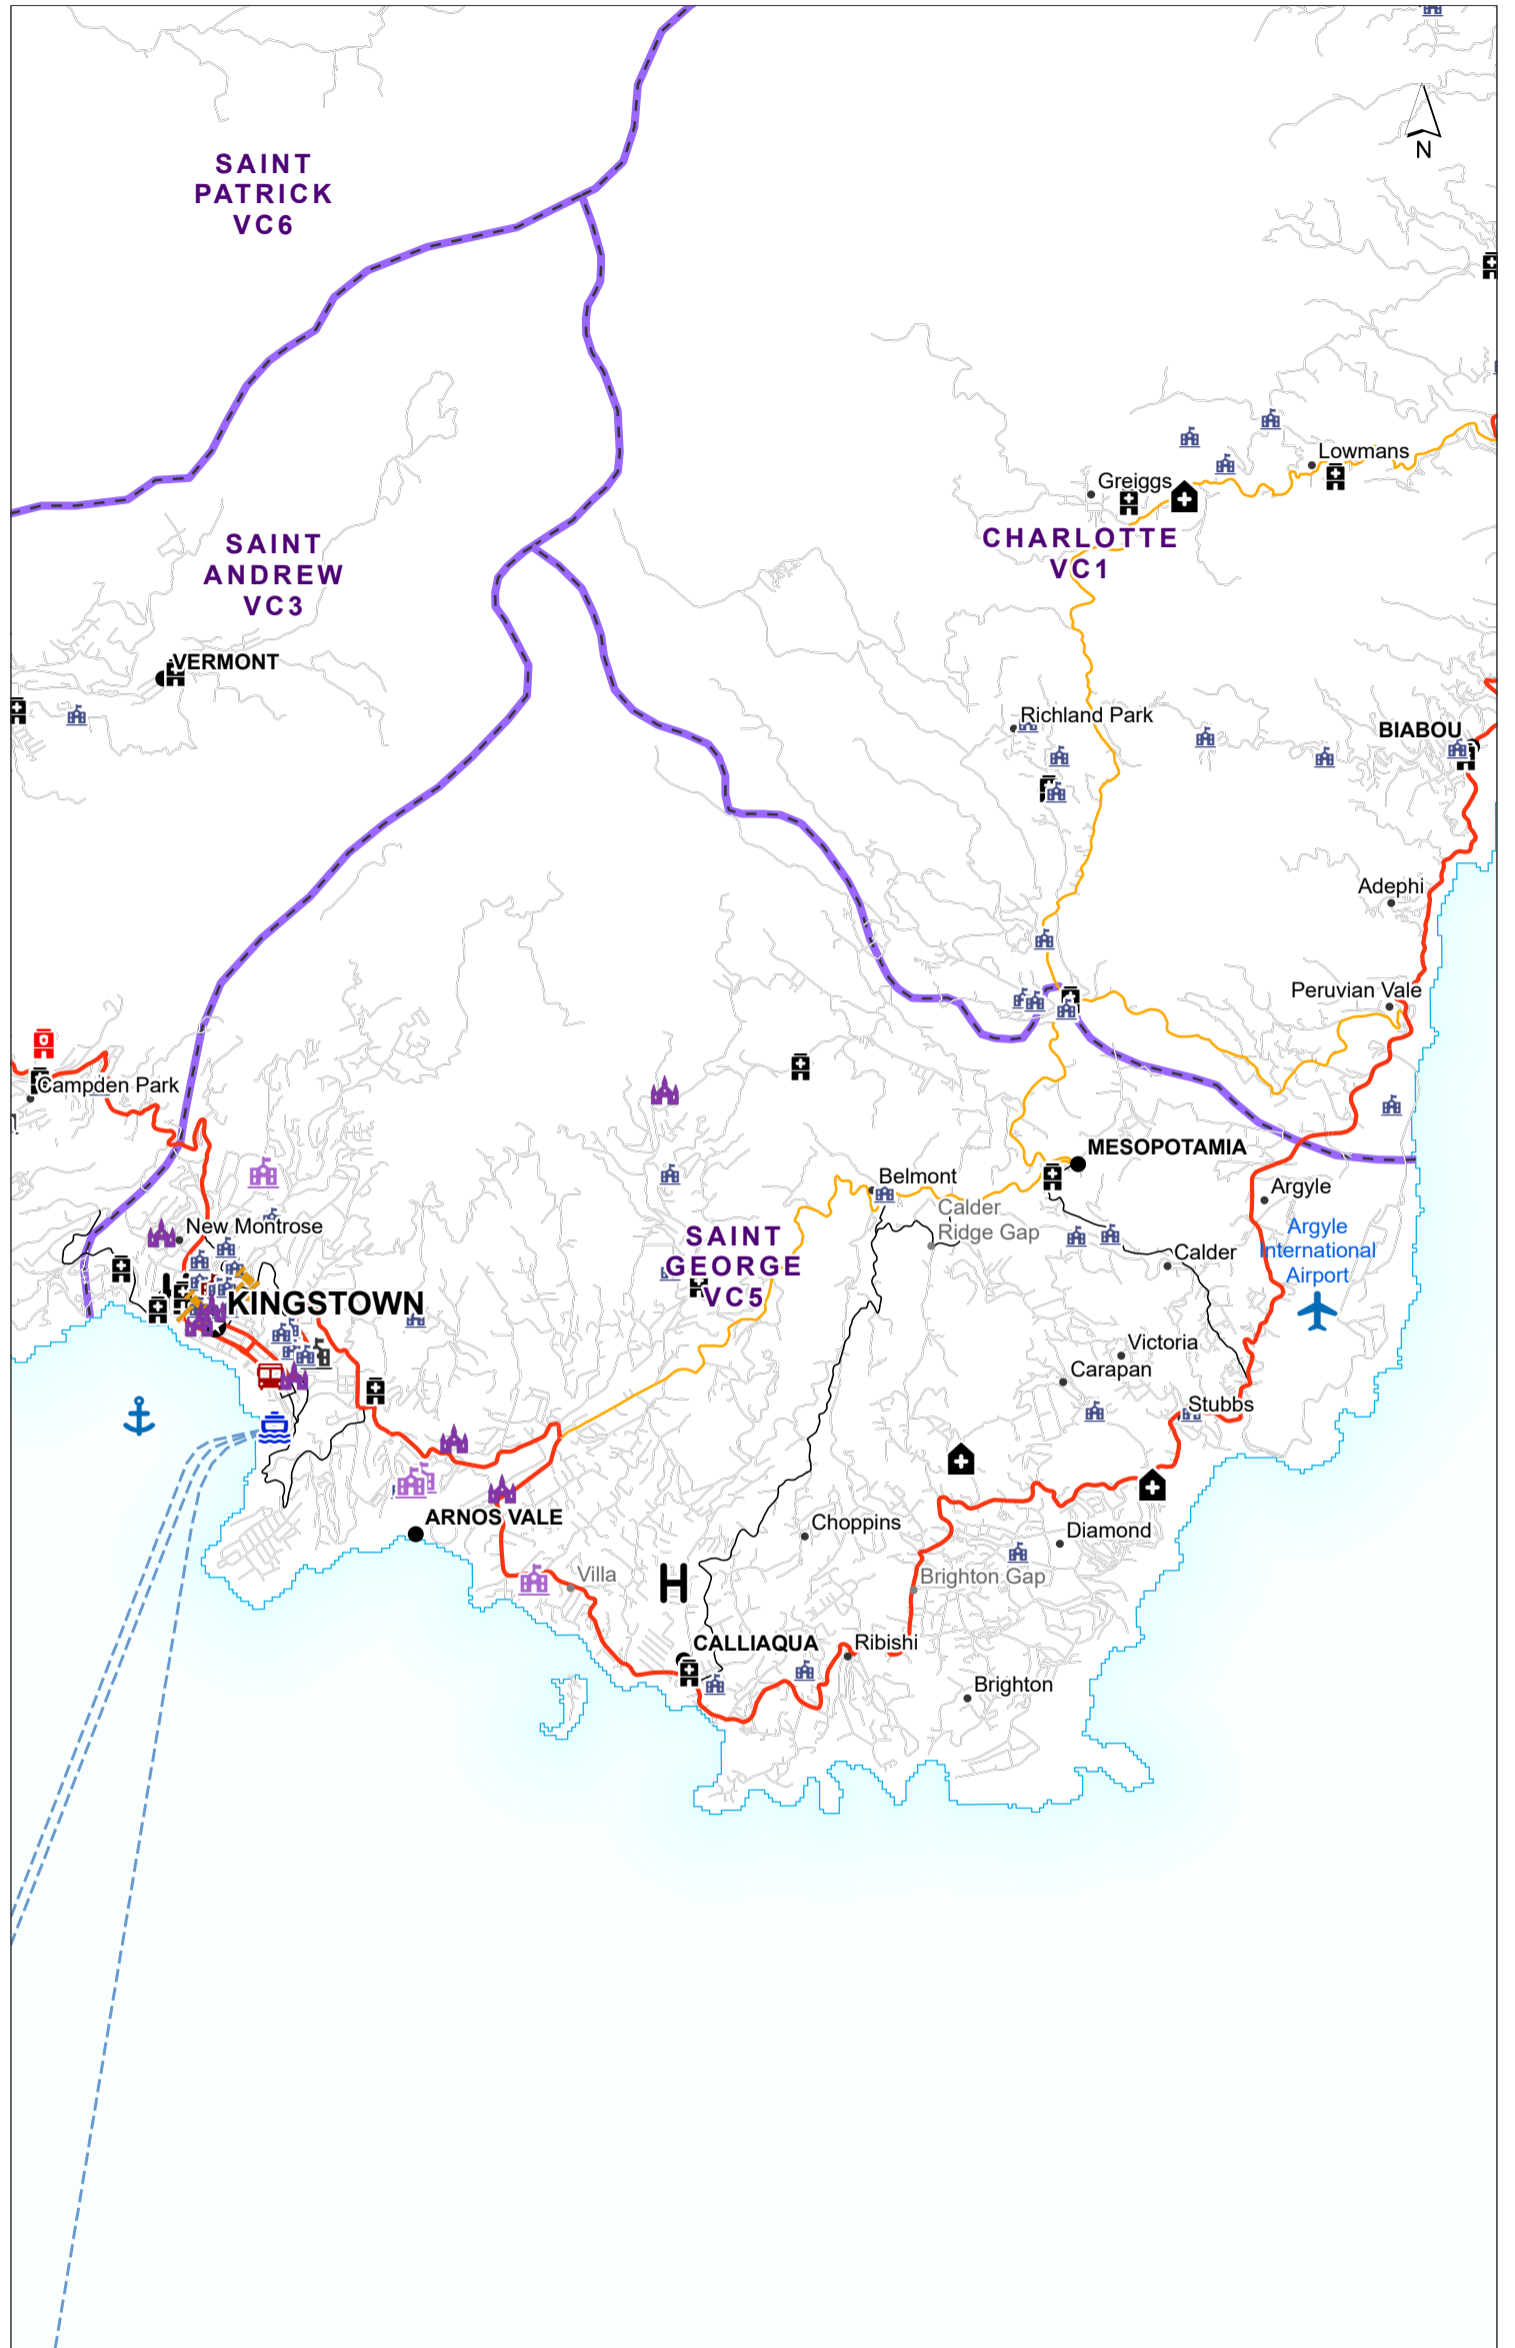 N
SAINT
PATRICK
VC6
Lowmans
Greiggs
CHARLOTTE
VC1
SAINT
ANDREW
VC3
VERMONT
Richland Park
BIABOU
Adephi
Peruvian Vale
Campden Park
MESOPOTAMIA
Belmont
Argyle
Calder
Ridge Gap
New Montrose
SAINT
GEORGE
VC5
Argyle
International
Airport
Calder
KINGSTOWN
Victoria
Carapan
Stubbs
ARNOS VALE
Choppins
Diamond
Villa
H
Brighton Gap
CALLIAQUA
Ribishi
Brighton